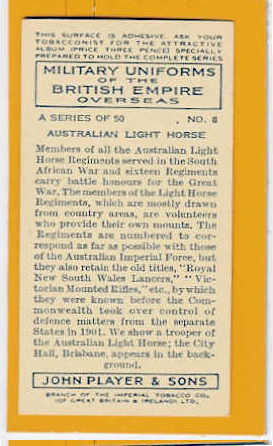 THIS SURFACE IS ADHESIVE. ASK YOUR
TOBACCONIST FOR THE ATTRACTIVE
ALBUM (PRICE THREE PENCE) SPECIALLY
PREPARED TO HOLD THE COMPLETE SERIES
MILITARY UNIFORMS
OF THE
BRITISH EMPIRE
OVERSEAS
A SERIES OF 50 NO. 8
AUSTRALIAN LIGHT HORSE
Members of all the Australian Light
Horse Regiments served in the South
African War and sixteen Regiments
carry battle honours for the Great
War. The members of the Light Horse
Regiments, which are mostly drawn
from country areas, are volunteers
who provide their own mounts. The
Regiments are numbered to cor-
respond as far as possible with those
of the Australian Imperial Force, but
they also retain the old titles, "Royal
New South Wales Lancers," "Vic-
torian Mounted Rifles," etc., by which
they were known before the Com-
monwealth took over control of
defence matters from the separate
States in 1901. We show a trooper of
the Australian Light Horse; the City
Hall, Brisbane, appears in the back-
ground.
JOHN PLAYER & SONS
BRANCH OF THE IMPERIAL TOBACCO CO.
(OF GREAT BRITAIN & IRELAND), LTD.